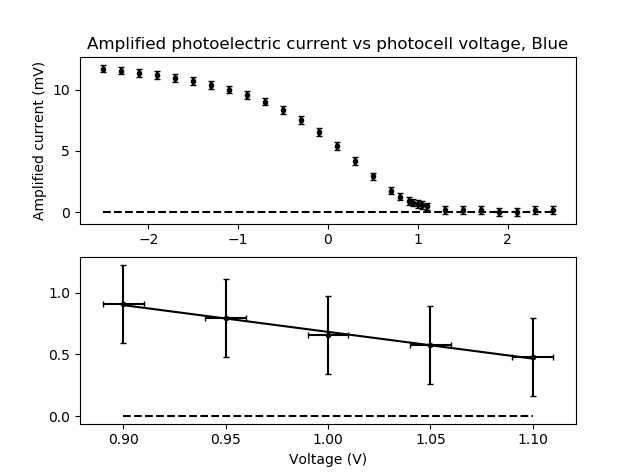 Amplified photoelectric current vs photocell voltage, Blue
Amplified current (mV)
10
5
0
−2 −1 0 1 2
1.0
0.5
0.0
0.90 0.95 1.00 1.05 1.10
Voltage (V)